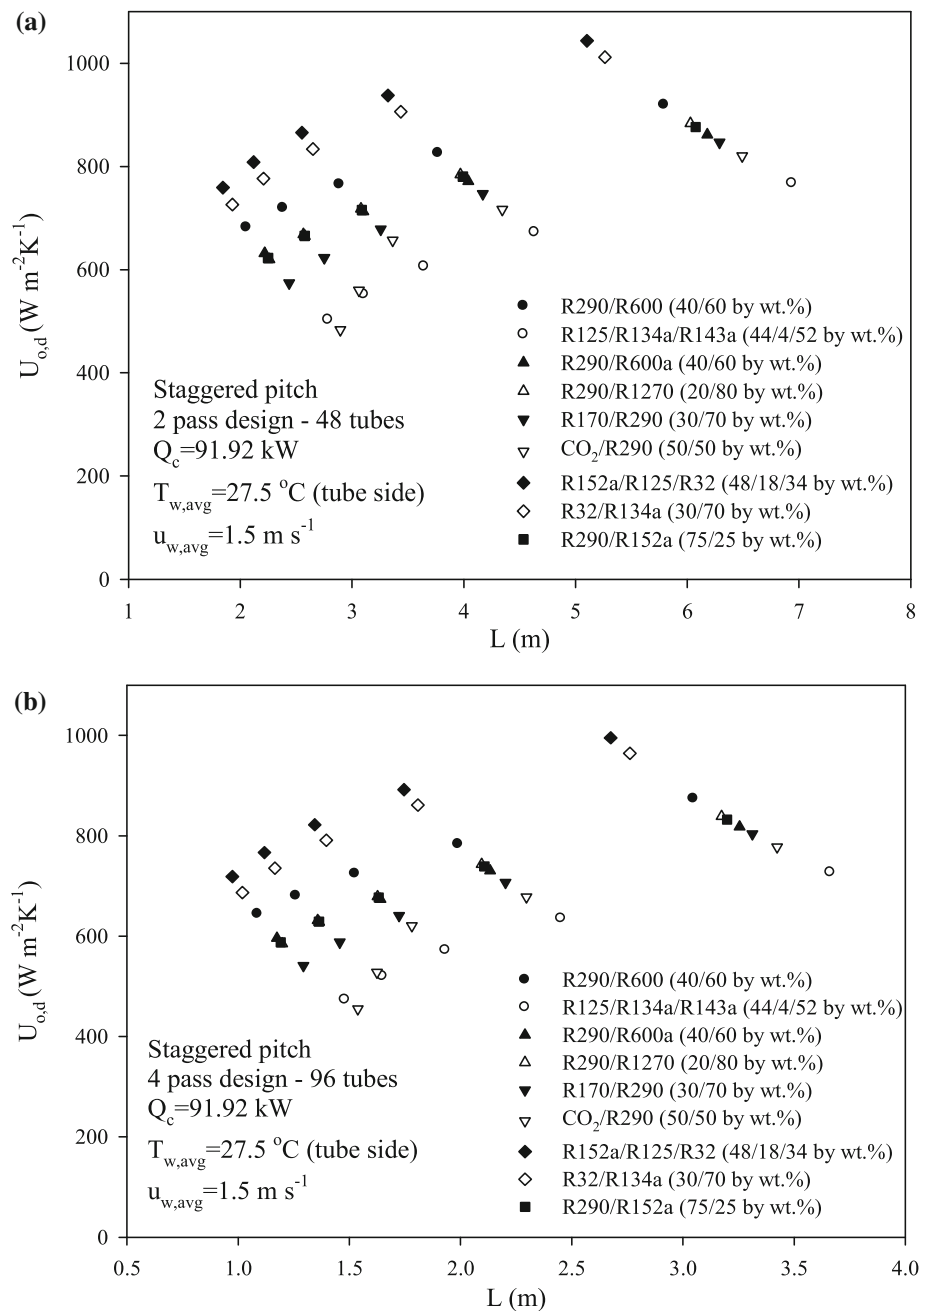 (a)
1000
800
600
400
200
0
U_{o,d} (W m^{-2}K^{-1})
R290/R600 (40/60 by wt.%)
R125/R134a/R143a (44/4/52 by wt.%)
R290/R600a (40/60 by wt.%)
R290/R1270 (20/80 by wt.%)
R170/R290 (30/70 by wt.%)
CO₂/R290 (50/50 by wt.%)
R152a/R125/R32 (48/18/34 by wt.%)
R32/R134a (30/70 by wt.%)
R290/R152a (75/25 by wt.%)
Staggered pitch
2 pass design - 48 tubes
Q_c=91.92 kW
T_{w,avg}=27.5 °C (tube side)
u_{w,avg}=1.5 m s^{-1}
1 2 3 4 5 6 7 8
L (m)
(b)
1000
800
600
400
200
0
U_{o,d} (W m^{-2}K^{-1})
R290/R600 (40/60 by wt.%)
R125/R134a/R143a (44/4/52 by wt.%)
R290/R600a (40/60 by wt.%)
R290/R1270 (20/80 by wt.%)
R170/R290 (30/70 by wt.%)
CO₂/R290 (50/50 by wt.%)
R152a/R125/R32 (48/18/34 by wt.%)
R32/R134a (30/70 by wt.%)
R290/R152a (75/25 by wt.%)
Staggered pitch
4 pass design - 96 tubes
Q_c=91.92 kW
T_{w,avg}=27.5 °C (tube side)
u_{w,avg}=1.5 m s^{-1}
0.5 1.0 1.5 2.0 2.5 3.0 3.5 4.0
L (m)